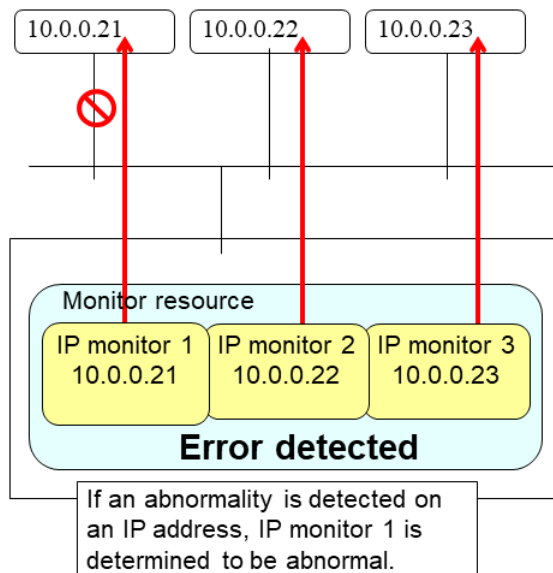 10.0.0.21 10.0.0.22 10.0.0.23
Monitor resource
IP monitor 1 IP monitor 2 IP monitor 3
10.0.0.21 10.0.0.22 10.0.0.23
Error detected
If an abnormality is detected on
an IP address, IP monitor 1 is
determined to be abnormal.